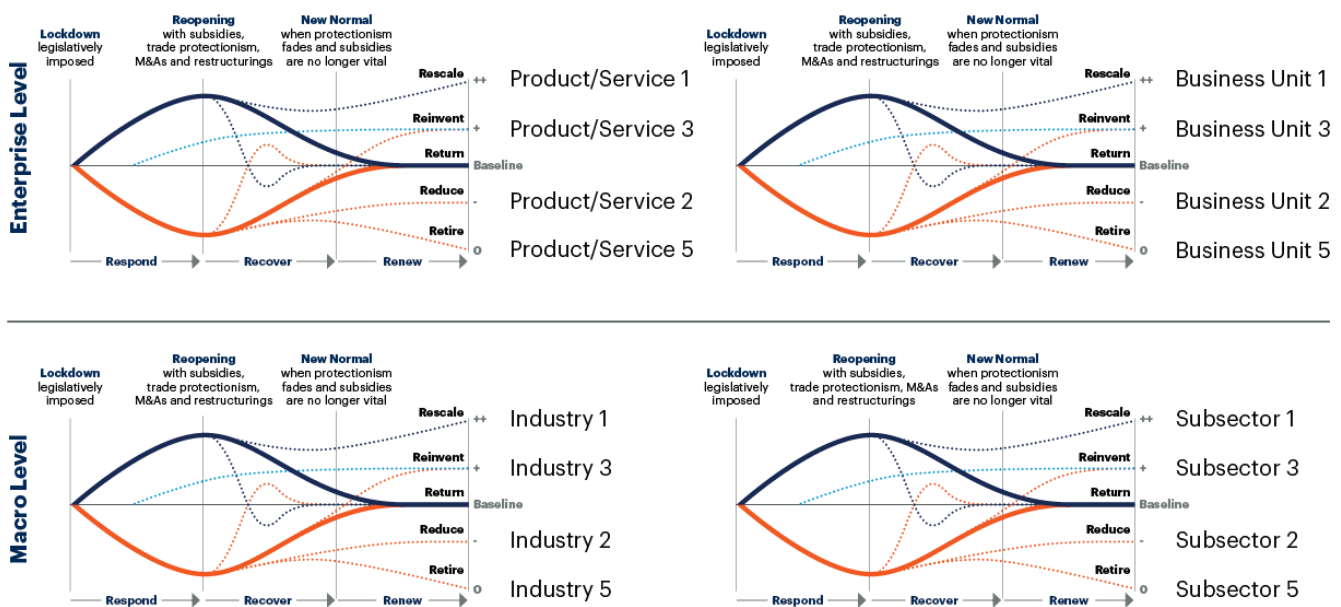 Enterprise Level
Lockdown
legislatively
imposed
Reopening
with subsidies,
trade protectionism,
M&As and restructurings
New Normal
when protectionism
fades and subsidies
are no longer vital
Rescale
++
Product/Service 1
Reinvent
+
Product/Service 3
Return
Baseline
Reduce
-
Product/Service 2
Retire
0
Product/Service 5
Respond
Recover
Renew
Lockdown
legislatively
imposed
Reopening
with subsidies,
trade protectionism,
M&As and restructurings
New Normal
when protectionism
fades and subsidies
are no longer vital
Rescale
++
Business Unit 1
Reinvent
+
Business Unit 3
Return
Baseline
Reduce
-
Business Unit 2
Retire
0
Business Unit 5
Respond
Recover
Renew
Macro Level
Lockdown
legislatively
imposed
Reopening
with subsidies,
trade protectionism,
M&As and restructurings
New Normal
when protectionism
fades and subsidies
are no longer vital
Rescale
++
Industry 1
Reinvent
+
Industry 3
Return
Baseline
Reduce
-
Industry 2
Retire
0
Industry 5
Respond
Recover
Renew
Lockdown
legislatively
imposed
Reopening
with subsidies,
trade protectionism, M&As
and restructurings
New Normal
when protectionism
fades and subsidies
are no longer vital
Rescale
++
Subsector 1
Reinvent
+
Subsector 3
Return
Baseline
Reduce
-
Subsector 2
Retire
0
Subsector 5
Respond
Recover
Renew